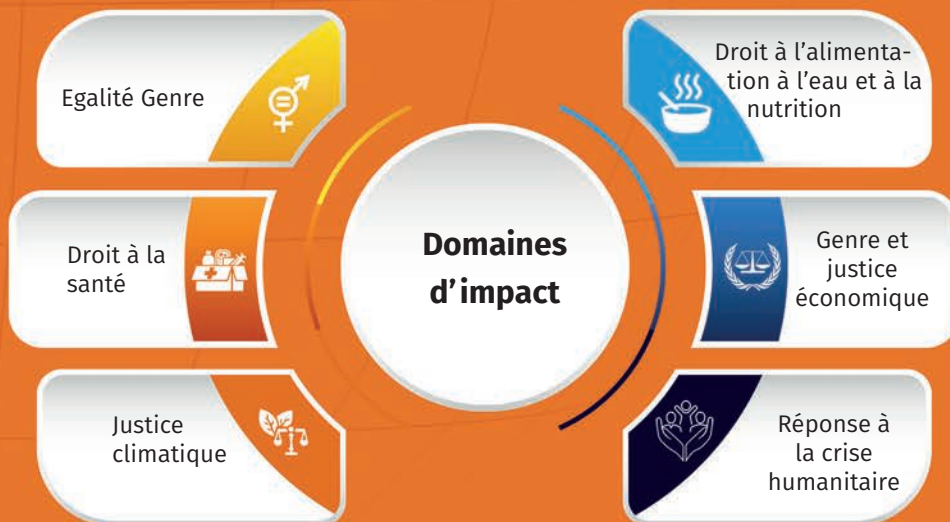 Egalité Genre
Droit à la
santé
Justice
climatique
Domaines
d'impact
Droit à l'alimenta-
tion à l'eau et à la
nutrition
Genre et
justice
économique
Réponse à
la crise
humanitaire